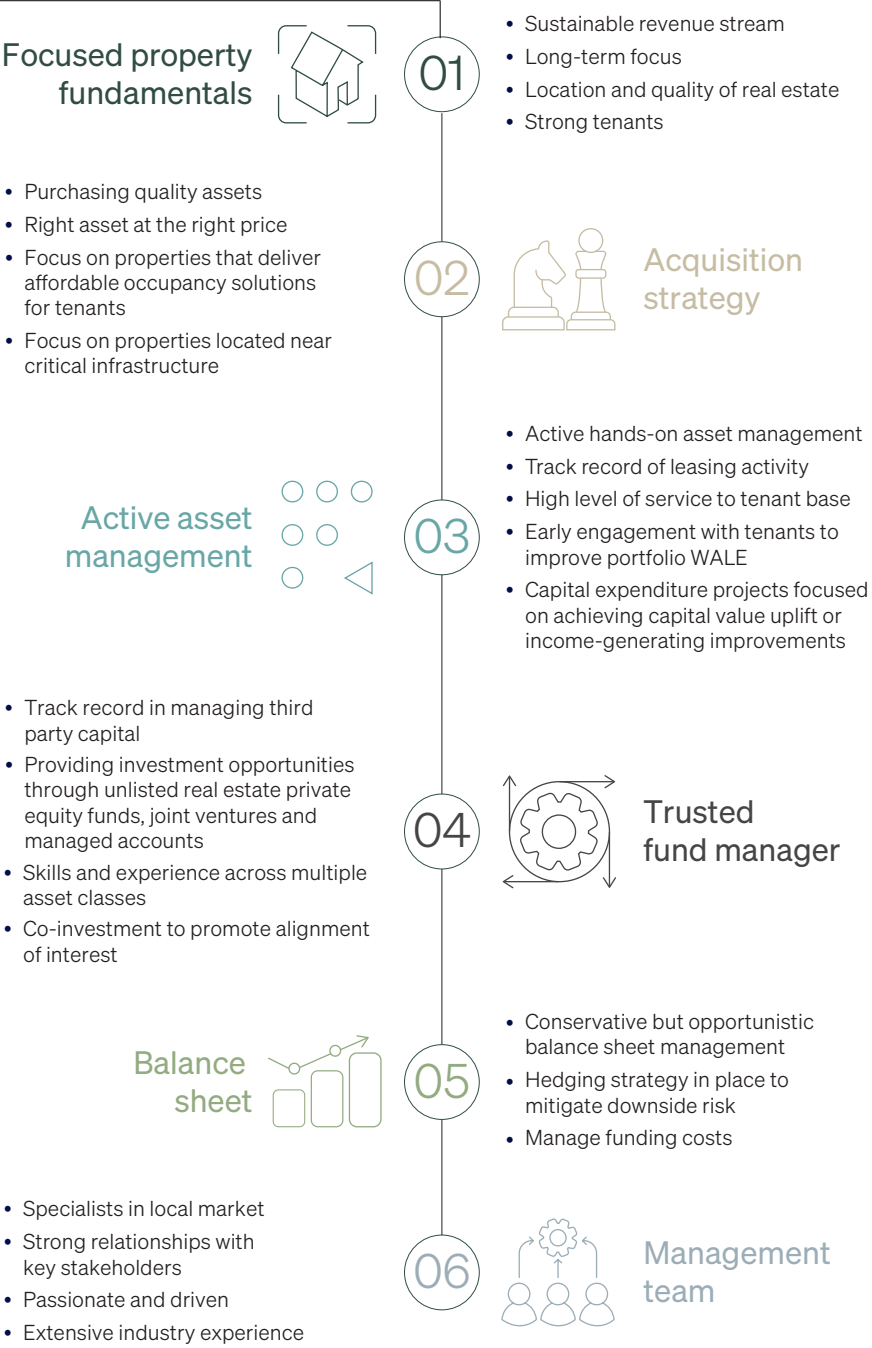 Focused property
fundamentals
01
• Sustainable revenue stream
• Long-term focus
• Location and quality of real estate
• Strong tenants
• Purchasing quality assets
• Right asset at the right price
• Focus on properties that deliver
affordable occupancy solutions
for tenants
• Focus on properties located near
critical infrastructure
02
Acquisition
strategy
Active asset
management
03
• Active hands-on asset management
• Track record of leasing activity
• High level of service to tenant base
• Early engagement with tenants to
improve portfolio WALE
• Capital expenditure projects focused
on achieving capital value uplift or
income-generating improvements
• Track record in managing third
party capital
• Providing investment opportunities
through unlisted real estate private
equity funds, joint ventures and
managed accounts
• Skills and experience across multiple
asset classes
• Co-investment to promote alignment
of interest
04
Trusted
fund manager
Balance
sheet
05
• Conservative but opportunistic
balance sheet management
• Hedging strategy in place to
mitigate downside risk
• Manage funding costs
• Specialists in local market
• Strong relationships with
key stakeholders
• Passionate and driven
• Extensive industry experience
06
Management
team